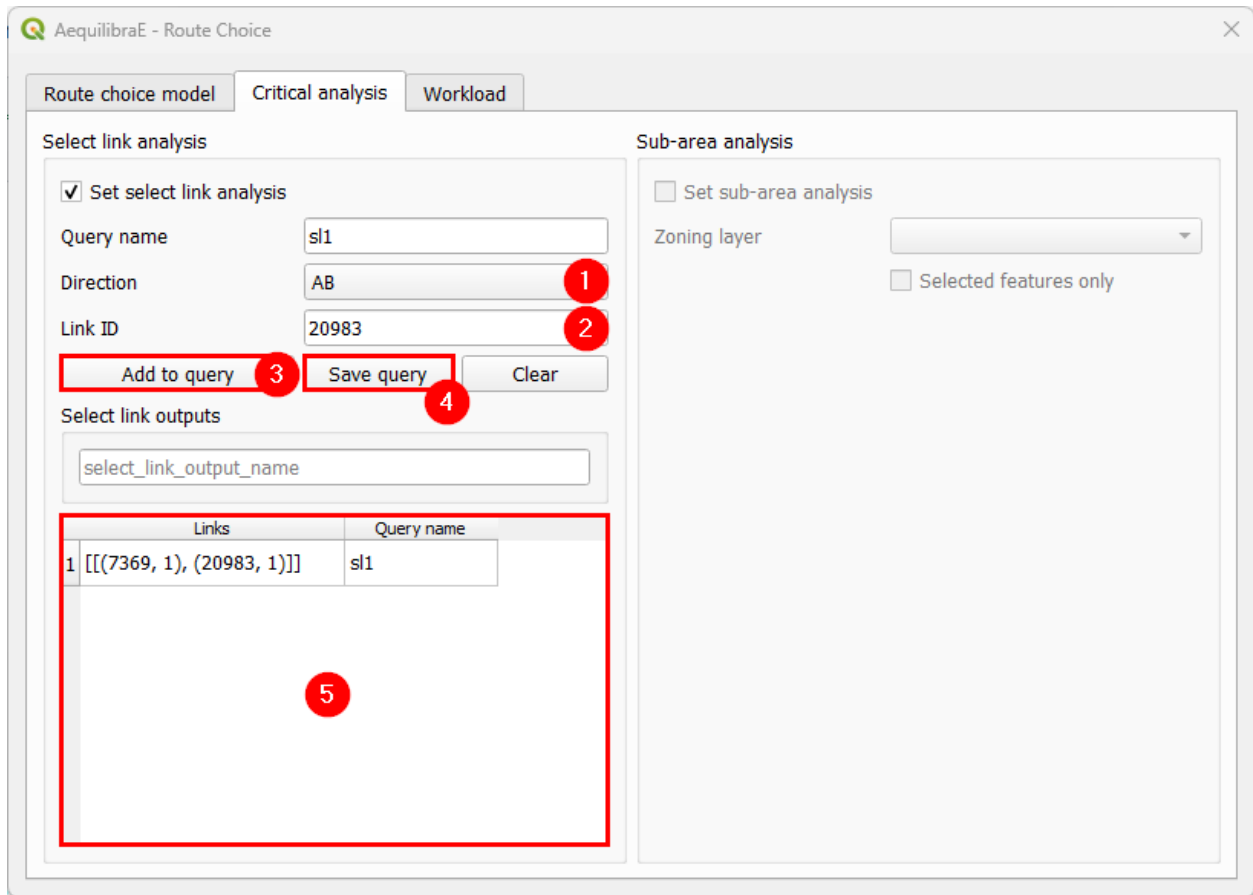 AequilibraE - Route Choice
Route choice model Critical analysis Workload
Select link analysis
Set select link analysis
Query name sl1
Direction AB 1
Link ID 20983 2
Add to query 3 Save query Clear
4
Select link outputs
select_link_output_name
Links Query name
1 [[(7369, 1), (20983, 1)]] sl1
5
Sub-area analysis
Set sub-area analysis
Zoning layer
Selected features only